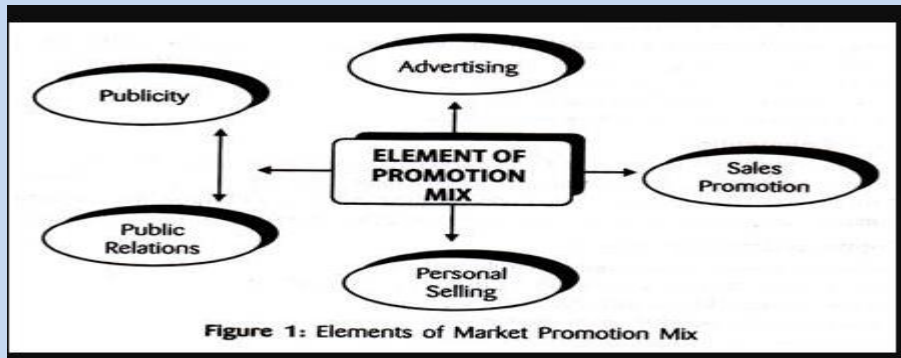 Advertising
Publicity
ELEMENT OF
PROMOTION
MIX
Sales
Promotion
Public
Relations
Personal
Selling
Figure 1: Elements of Market Promotion Mix